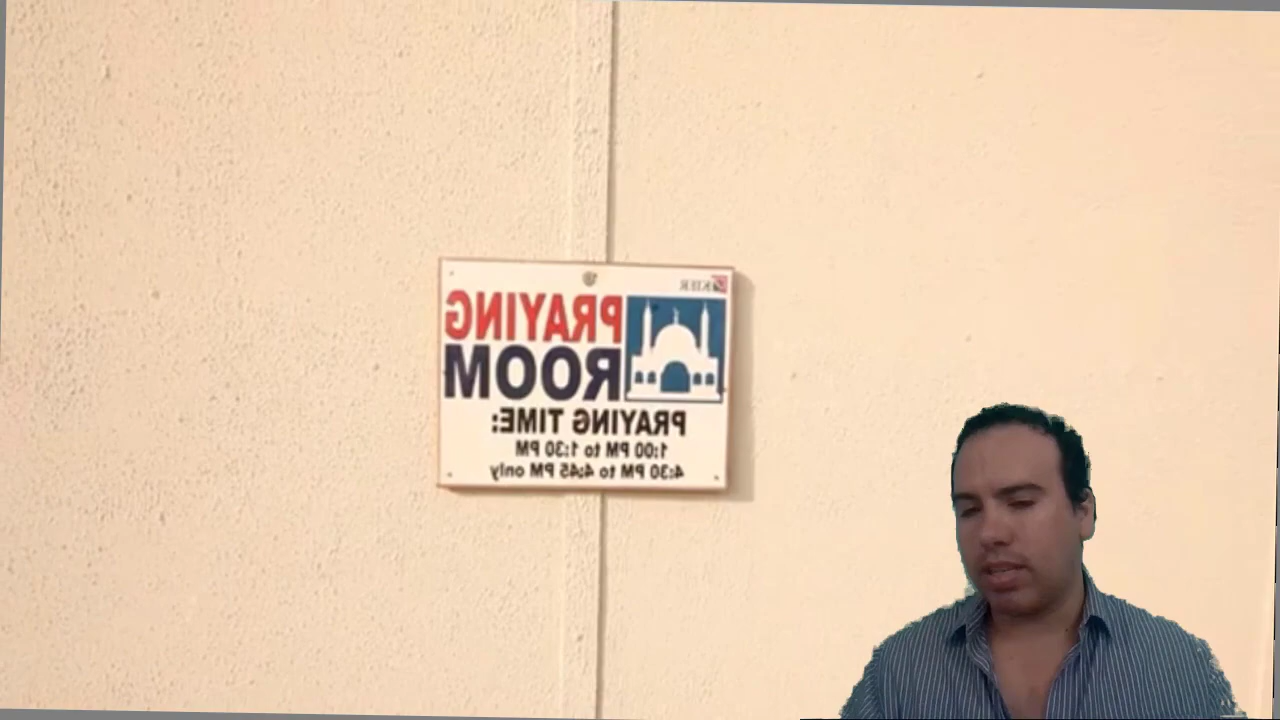 KIER
PRAYING
ROOM
PRAYING TIME:
1:00 PM to 1:30 PM
4:30 PM to 4:45 PM only